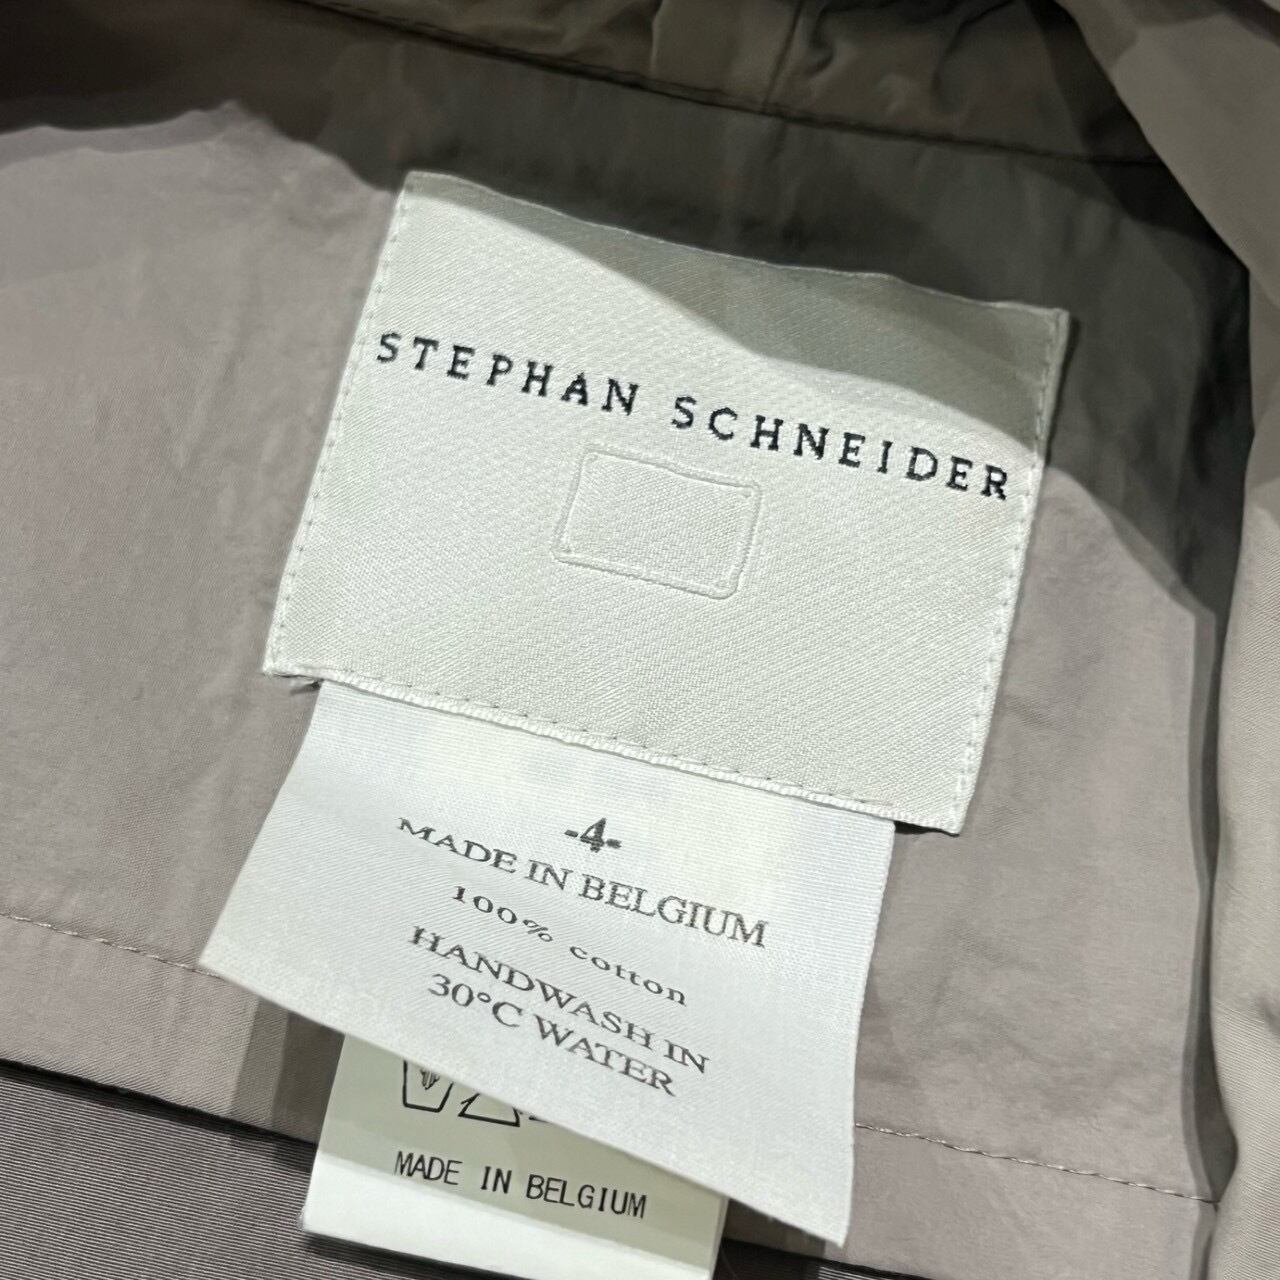 STEPHAN SCHNEIDER
-4-
MADE IN BELGIUM
100% cotton
HANDWASH IN
30°C WATER
MADE IN BELGIUM